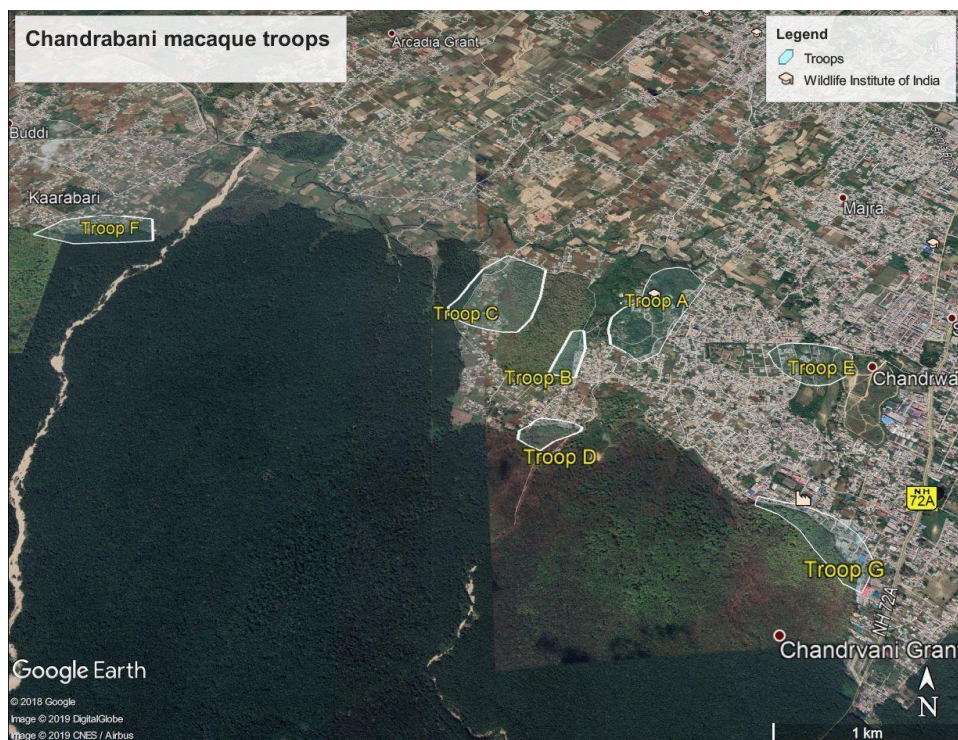 Chandrabani macaque troops
Arcadia Grant
Legend
Troops
Wildlife Institute of India
Buddi
Kaarabari
Majra
Troop F
Troop C
Troop A
Troop B
Troop E
Chandrwa
Troop D
NH
72A
Troop G
NH 72A
Chandrvani Grant
Google Earth
© 2018 Google
Image © 2019 DigitalGlobe
Image © 2019 CNES / Airbus
N
1 km